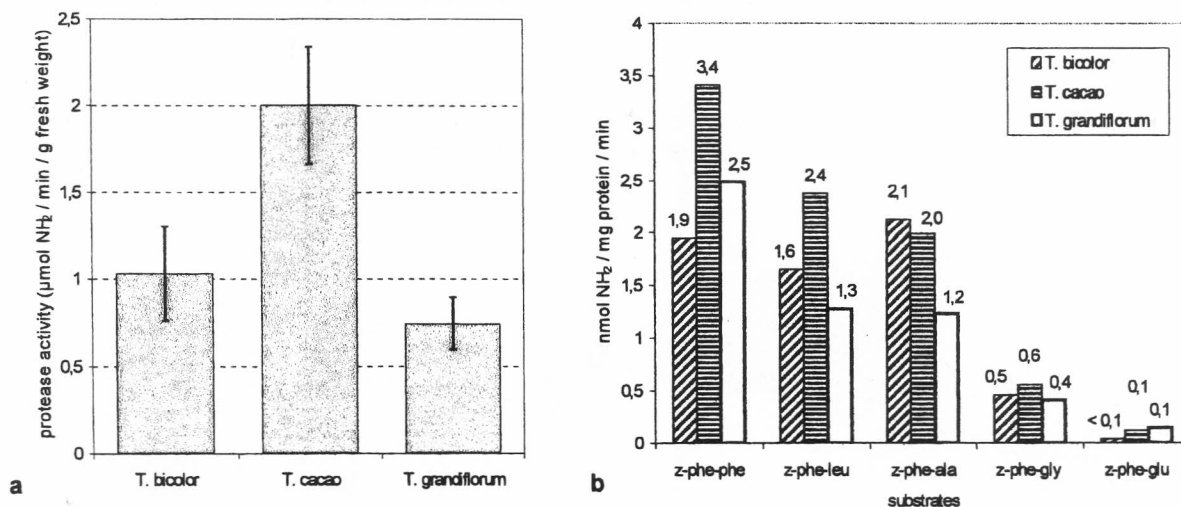 protease activity (µmol NH₂ / min / g fresh weight)
2,5
2
1,5
1
0,5
0
T. bicolor
T. cacao
T. grandiflorum
a
nmol NH₂ / mg protein / min
4
3,5
3
2,5
2
1,5
1
0,5
0
T. bicolor
T. cacao
T. grandiflorum
1,9
3,4
2,5
1,6
2,4
1,3
2,1
2,0
1,2
0,5
0,6
0,4
< 0,1
0,1
0,1
z-phe-phe
z-phe-leu
z-phe-ala
z-phe-gly
z-phe-glu
substrates
b